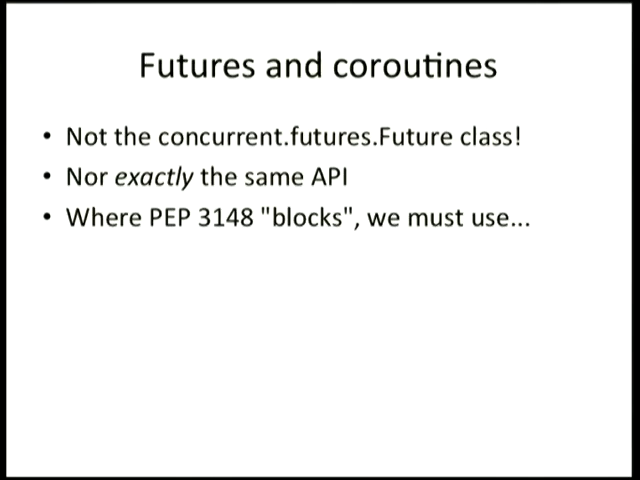 Futures and coroutines
• Not the concurrent.futures.Future class!
• Nor exactly the same API
• Where PEP 3148 "blocks", we must use...